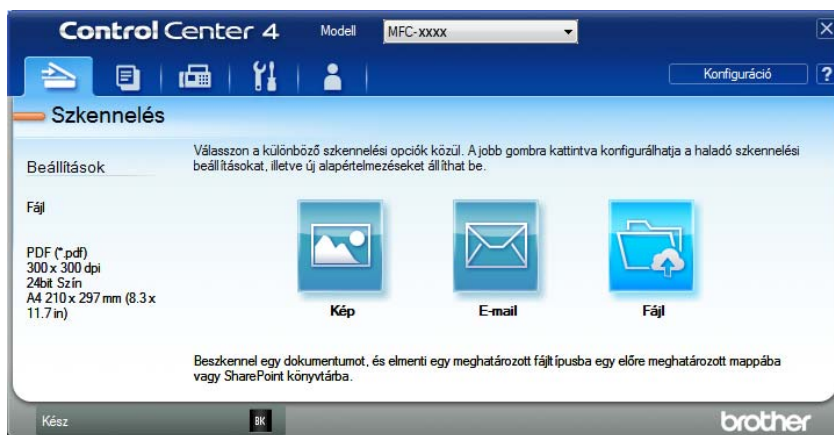 Control Center 4 Modell MFC-xxxx
Konfiguráció ?
Szkennelés
Beállítások
Fájl
PDF (*.pdf)
300 x 300 dpi
24bit Szín
A4 210 x 297 mm (8.3 x
11.7 in)
Válasszon a különböző szkennelési opciók közül. A jobb gombra kattintva konfigurálhatja a haladó szkennelési
beállításokat, illetve új alapértelmezéseket állíthat be.
Kép E-mail Fájl
Beszkennel egy dokumentumot, és elmenti egy meghatározott fájltípusba egy előre meghatározott mappába
vagy SharePoint könyvtárba.
Kész BK brother